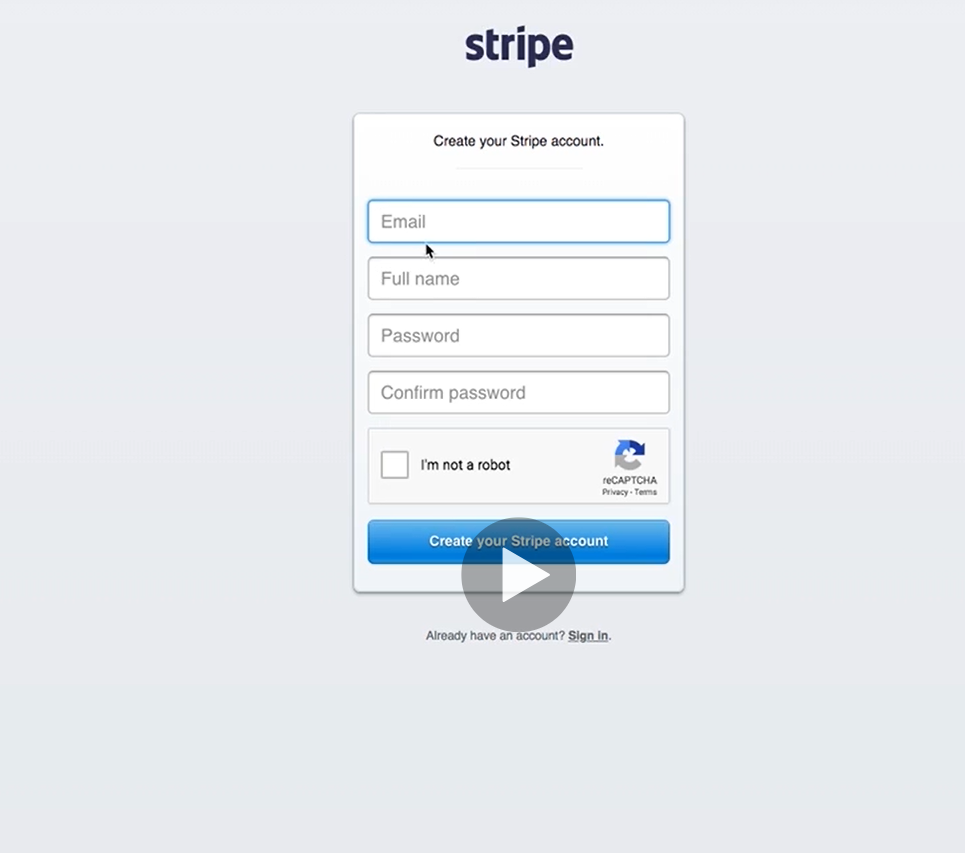 stripe
Create your Stripe account.
Email
Full name
Password
Confirm password
I'm not a robot
reCAPTCHA
Privacy - Terms
Create your Stripe account
Already have an account? Sign in.